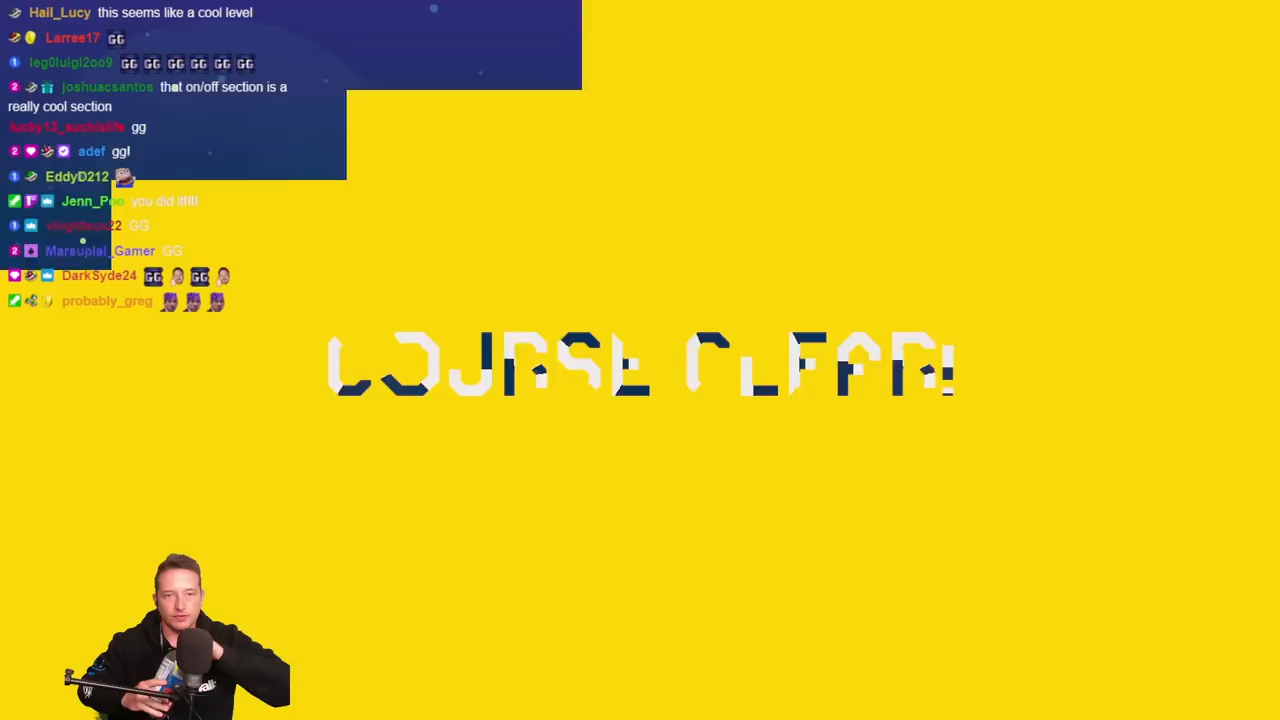 Hail_Lucy this seems like a cool level
Larree17 GG
leg0luigi2oo9 GG GG GG GG GG GG
joshuacsantos that on/off section is a
really cool section
lucky13_suchislife gg
adef gg!
EddyD212
Jenn_Poo you did it!!!!
GG
Marsupial_Gamer GG
DarkSyde24 GG GG
probably_greg
COURSE CLEAR!